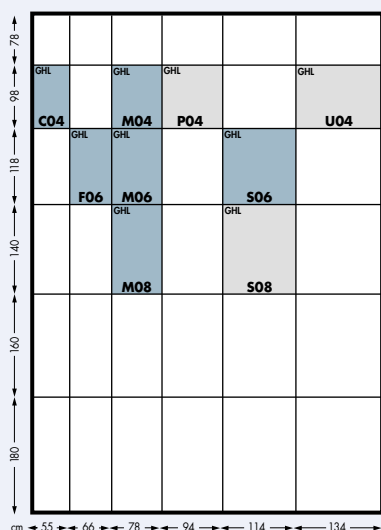 78
98
GHL GHL GHL GHL
C04 M04 P04 U04
118
GHL GHL GHL
F06 M06 S06
140
GHL GHL
M08 S08
160
180
cm 55 66 78 94 114 134